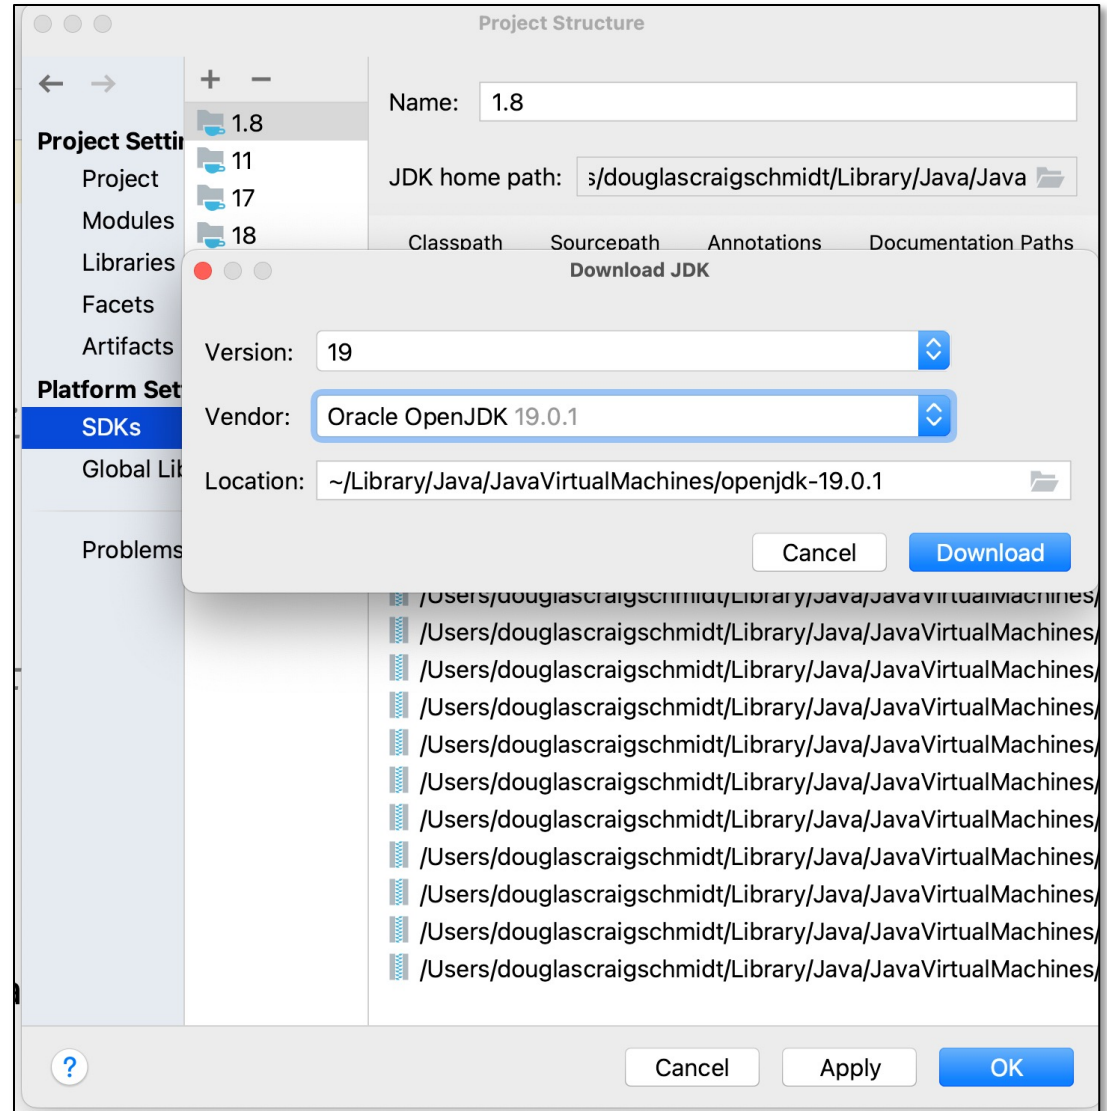 Project Structure
Project Settin
Project
Modules
Libraries
Facets
Artifacts
Platform Set
SDKs
Global Lib
Problems
1.8
11
17
18
Name: 1.8
JDK home path: s/douglascraigschmidt/Library/Java/Java
Classpath Sourcepath Annotations Documentation Paths
Download JDK
Version: 19
Vendor: Oracle OpenJDK 19.0.1
Location: ~/Library/Java/JavaVirtualMachines/openjdk-19.0.1
Cancel Download
/Users/douglascraigschmidt/Library/Java/JavaVirtualMachines/
/Users/douglascraigschmidt/Library/Java/JavaVirtualMachines/
/Users/douglascraigschmidt/Library/Java/JavaVirtualMachines/
/Users/douglascraigschmidt/Library/Java/JavaVirtualMachines/
/Users/douglascraigschmidt/Library/Java/JavaVirtualMachines/
/Users/douglascraigschmidt/Library/Java/JavaVirtualMachines/
/Users/douglascraigschmidt/Library/Java/JavaVirtualMachines/
/Users/douglascraigschmidt/Library/Java/JavaVirtualMachines/
/Users/douglascraigschmidt/Library/Java/JavaVirtualMachines/
/Users/douglascraigschmidt/Library/Java/JavaVirtualMachines/
/Users/douglascraigschmidt/Library/Java/JavaVirtualMachines/
? Cancel Apply OK